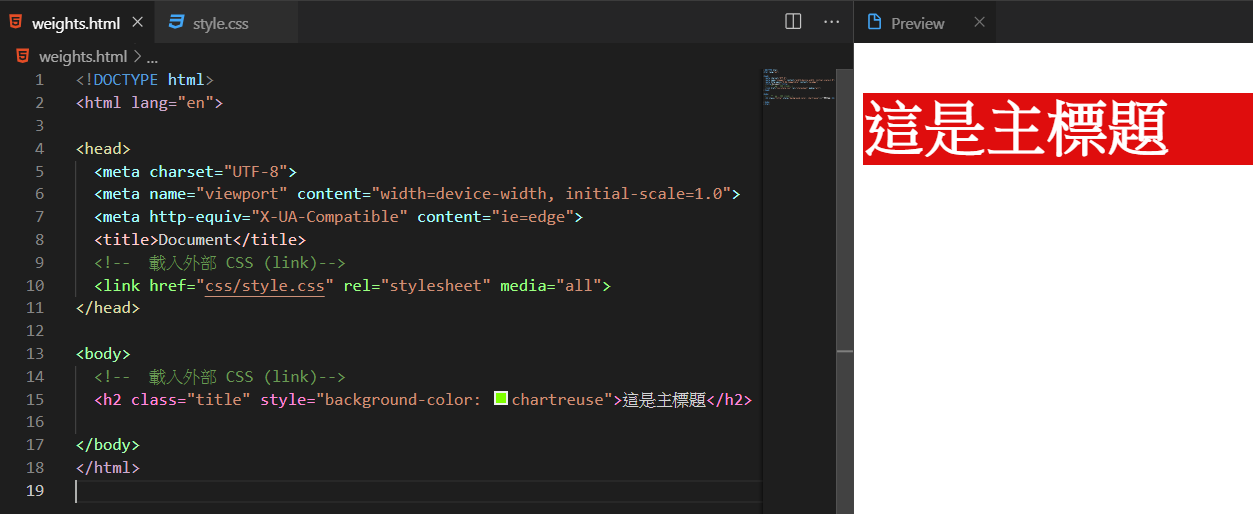 weights.html
style.css
Preview
weights.html > ...
1 <!DOCTYPE html>
2 <html lang="en">
3
4 <head>
5 <meta charset="UTF-8">
6 <meta name="viewport" content="width=device-width, initial-scale=1.0">
7 <meta http-equiv="X-UA-Compatible" content="ie=edge">
8 <title>Document</title>
9 <!-- 載入外部 CSS (link)-->
10 <link href="css/style.css" rel="stylesheet" media="all">
11 </head>
12
13 <body>
14 <!-- 載入外部 CSS (link)-->
15 <h2 class="title" style="background-color: chartreuse">這是主標題</h2>
16
17 </body>
18 </html>
19
這是主標題